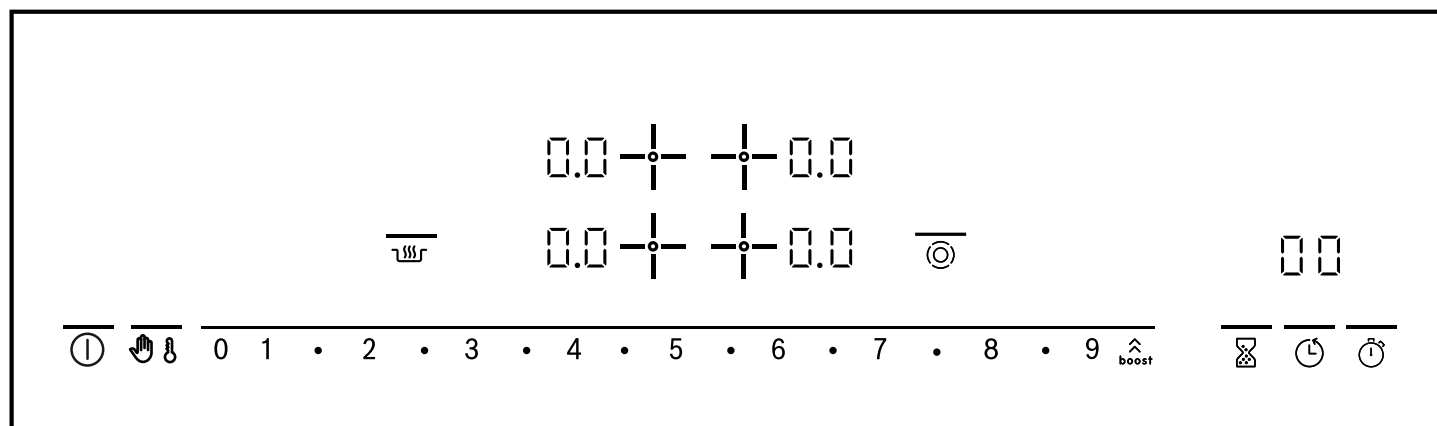 0.0 0.0
0.0 0.0 00
0 1 • 2 • 3 • 4 • 5 • 6 • 7 • 8 • 9 boost